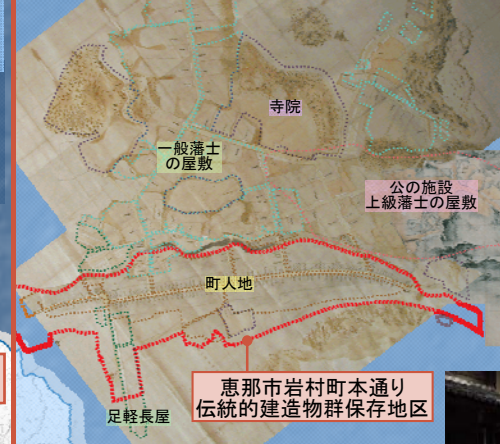 寺院
一般藩士
の屋敷
公の施設
上級藩士の屋敷
町人地
恵那市岩村町本通り
伝統的建造物群保存地区
足軽長屋